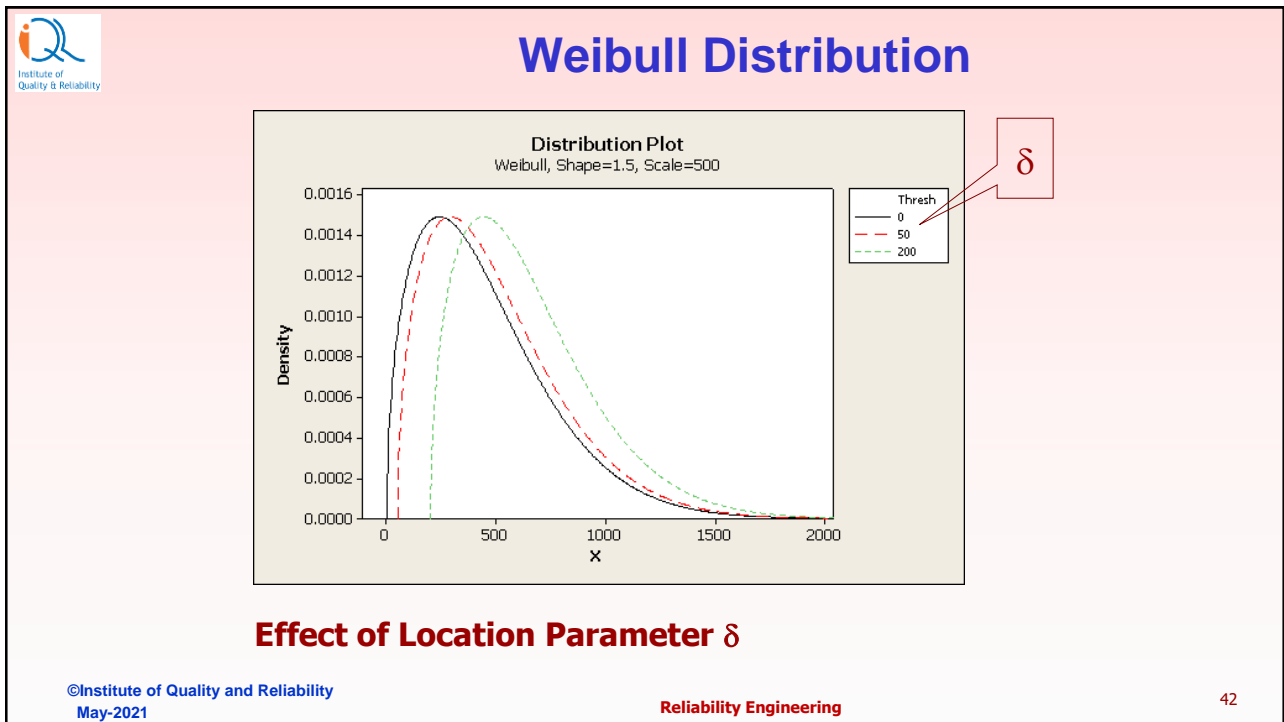 iQR
Institute of
Quality & Reliability
Weibull Distribution
Distribution Plot
Weibull, Shape=1.5, Scale=500
δ
Thresh
0
50
200
0.0016
0.0014
0.0012
0.0010
0.0008
0.0006
0.0004
0.0002
0.0000
Density
0 500 1000 1500 2000
X
Effect of Location Parameter δ
©Institute of Quality and Reliability
May-2021
Reliability Engineering
42